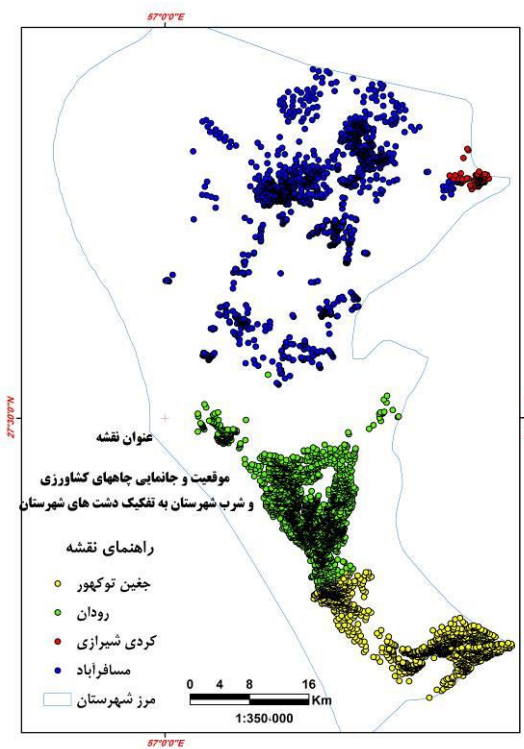 57°0'0"E
27°30'0"N
عنوان نقشه
موقعیت و جانمایی چاههای کشاورزی
و شرب شهرستان به تفکیک دشت های شهرستان
راهنمای نقشه
جغین توکهور
رودان
کردی شیرازی
مسافرآباد
مرز شهرستان
0 4 8 16
Km
1:350.000
57°0'0"E